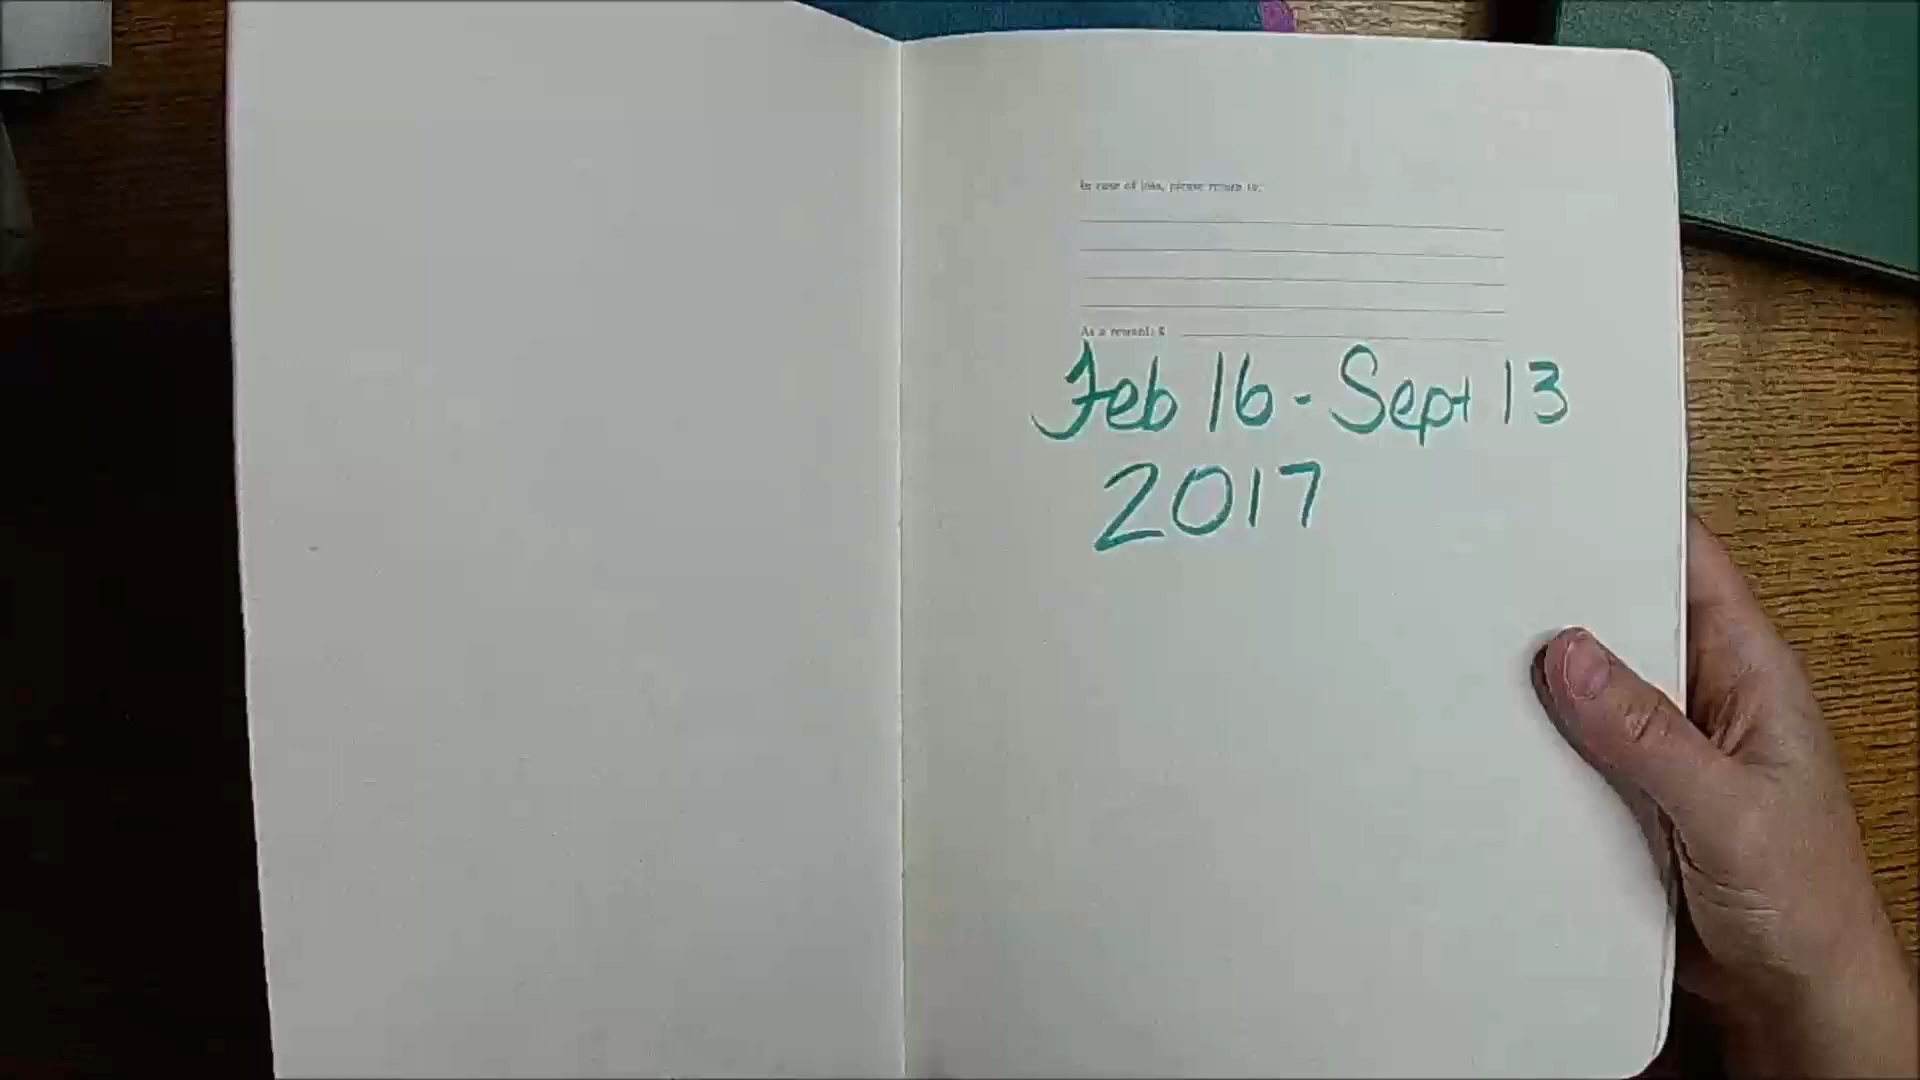 In case of loss, please return to:
As a reward: $
Feb 16 - Sept 13
2017